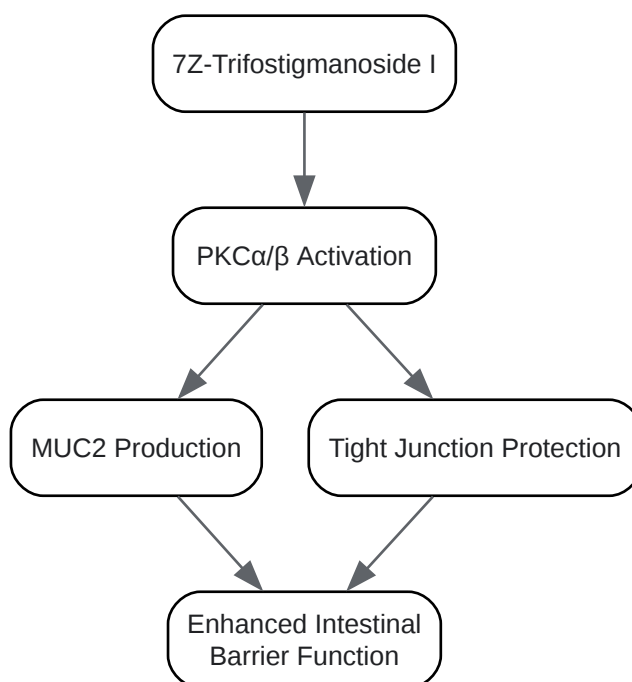 7Z-Trifostigmanoside I
PKCα/β Activation
MUC2 Production
Tight Junction Protection
Enhanced Intestinal
Barrier Function